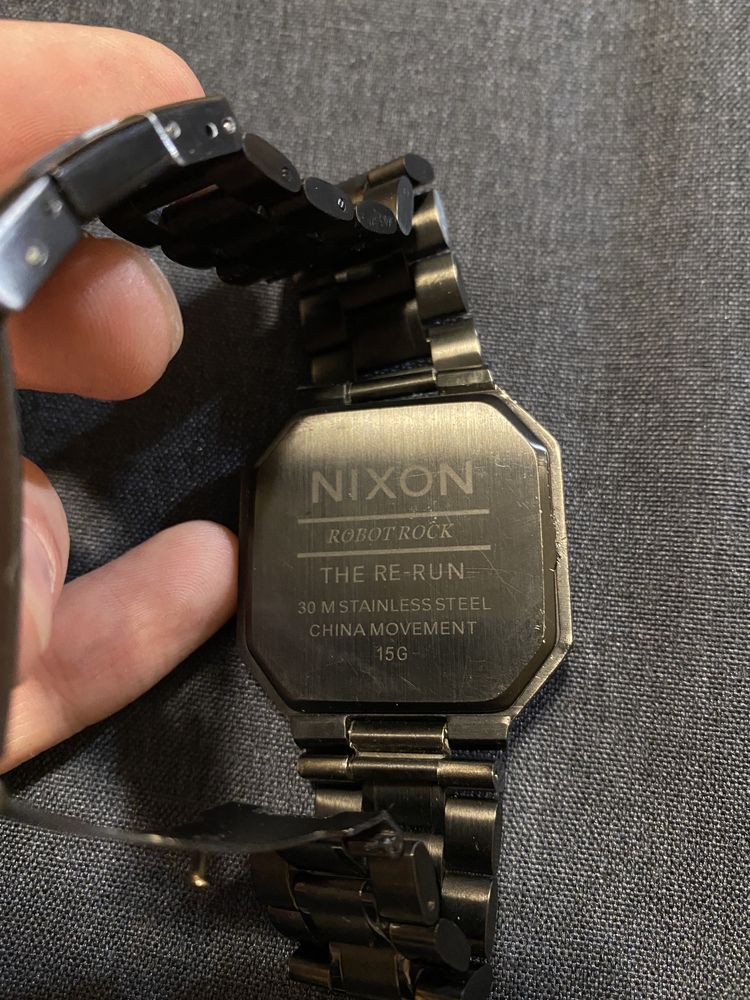 NIXON
ROBOT ROCK
THE RE-RUN
30 M STAINLESS STEEL
CHINA MOVEMENT
15G